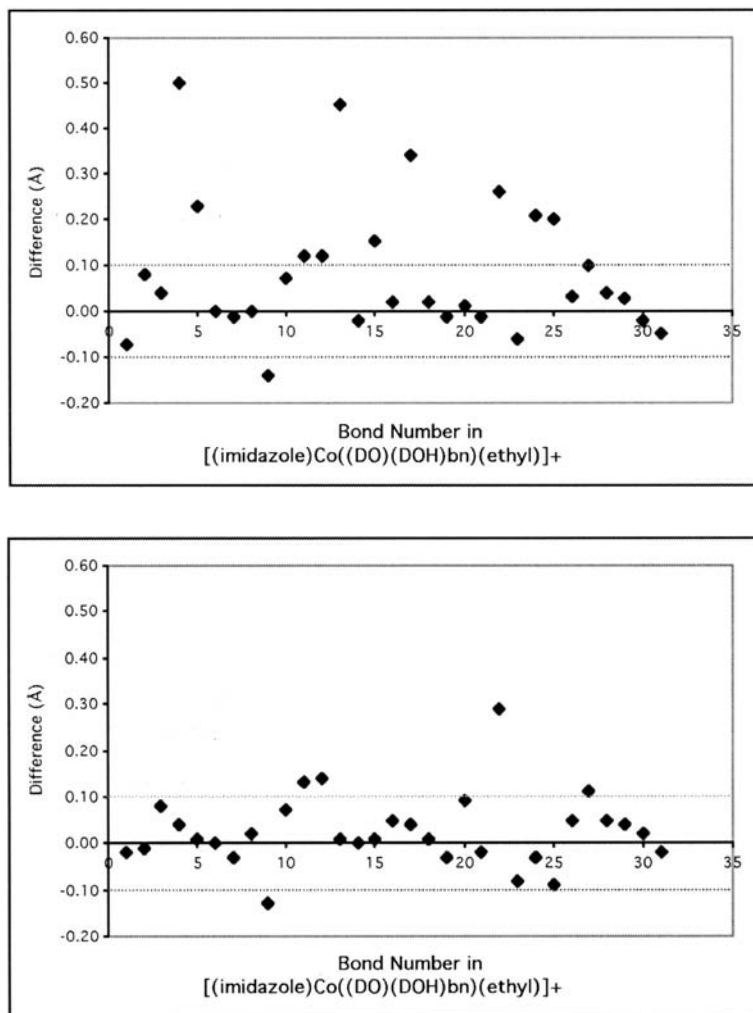 0.60
0.50
0.40
0.30
0.20
0.10
0.00
-0.10
-0.20
0 5 10 15 20 25 30 35
Difference (Å)
Bond Number in
[(imidazole)Co((DO)(DOH)bn)(ethyl)]+
0.60
0.50
0.40
0.30
0.20
0.10
0.00
-0.10
-0.20
0 5 10 15 20 25 30 35
Difference (Å)
Bond Number in
[(imidazole)Co((DO)(DOH)bn)(ethyl)]+